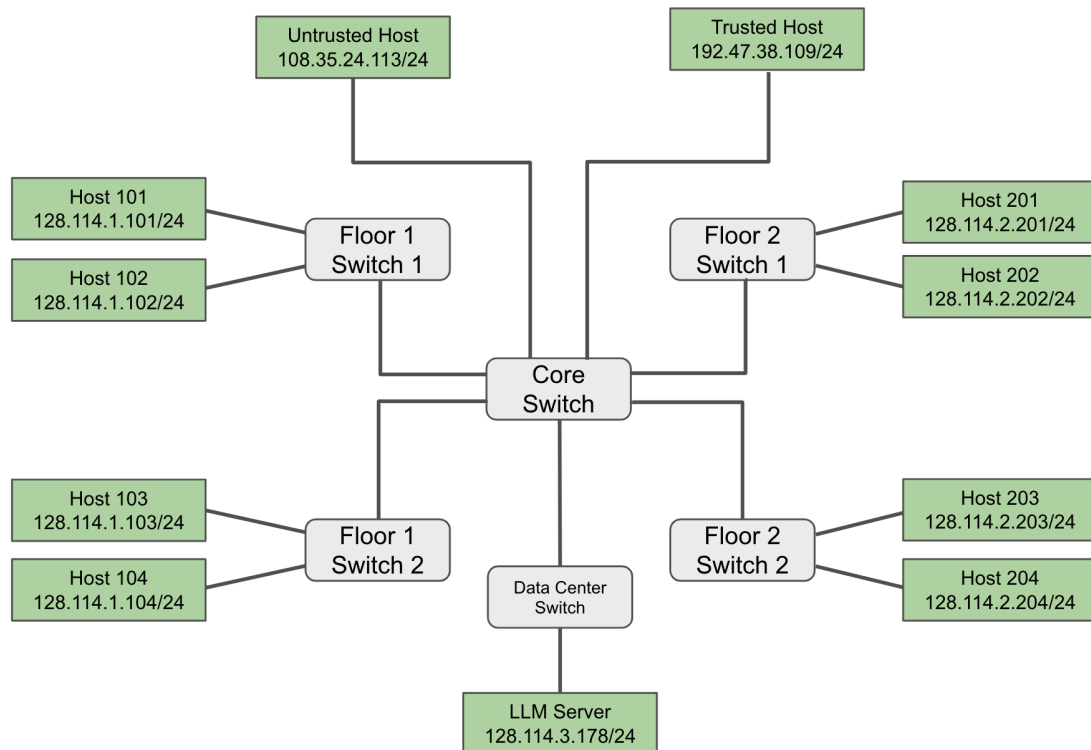 Untrusted Host
108.35.24.113/24
Trusted Host
192.47.38.109/24
Host 101
128.114.1.101/24
Host 102
128.114.1.102/24
Floor 1
Switch 1
Floor 2
Switch 1
Host 201
128.114.2.201/24
Host 202
128.114.2.202/24
Core
Switch
Host 103
128.114.1.103/24
Host 104
128.114.1.104/24
Floor 1
Switch 2
Data Center
Switch
Floor 2
Switch 2
Host 203
128.114.2.203/24
Host 204
128.114.2.204/24
LLM Server
128.114.3.178/24